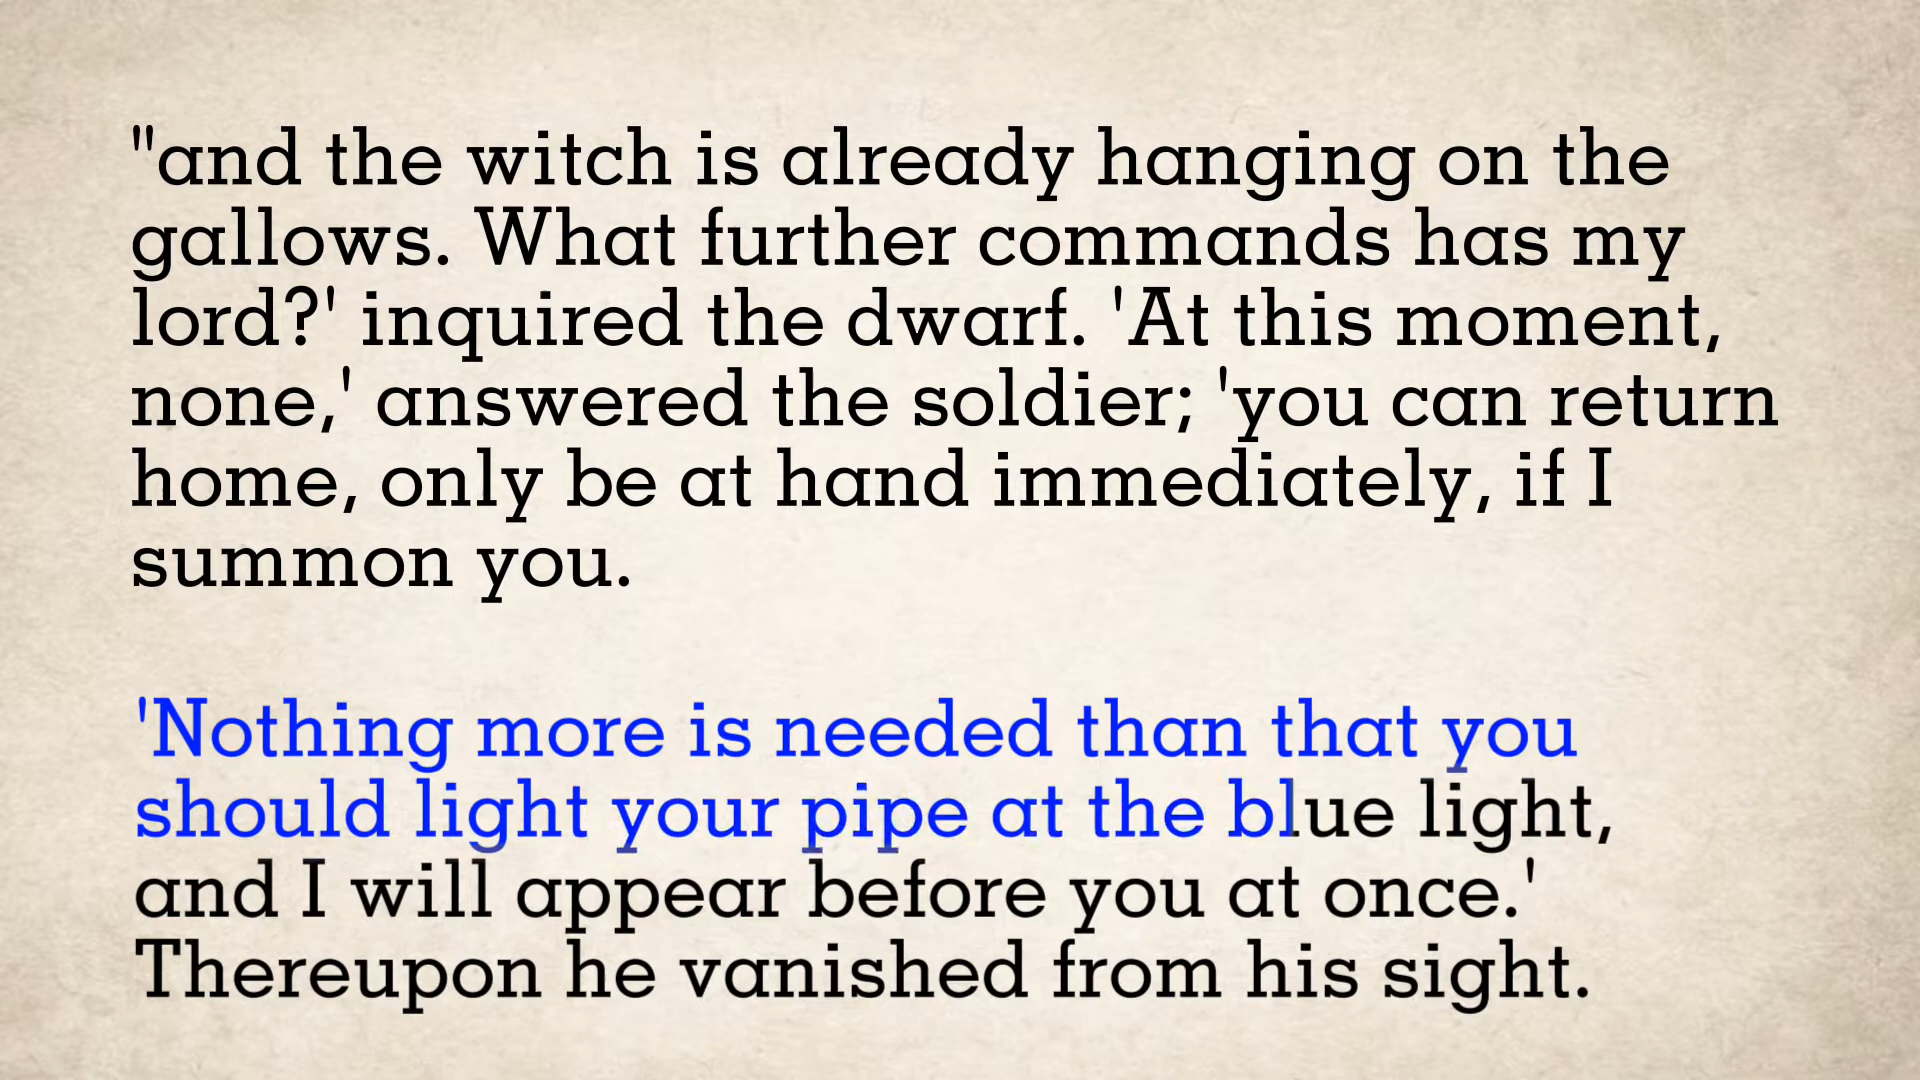 "and the witch is already hanging on the
gallows. What further commands has my
lord?' inquired the dwarf. 'At this moment,
none,' answered the soldier; 'you can return
home, only be at hand immediately, if I
summon you.
'Nothing more is needed than that you
should light your pipe at the blue light,
and I will appear before you at once.'
Thereupon he vanished from his sight.